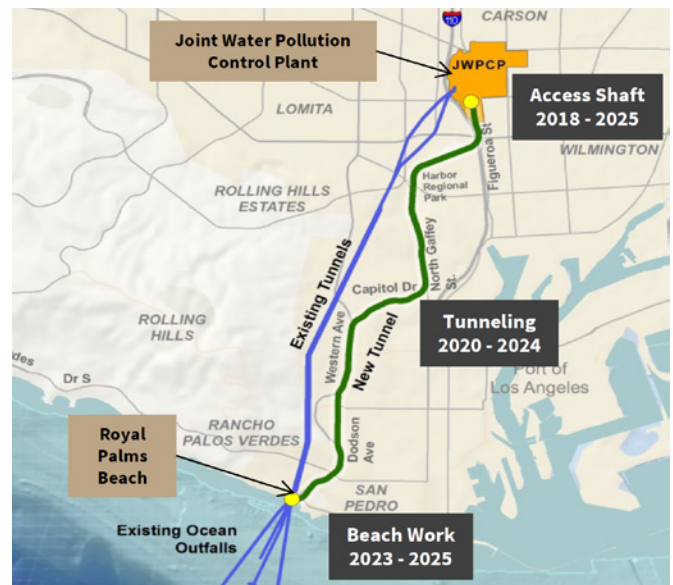 CARSON
110
Joint Water Pollution
Control Plant
JWPCP
Access Shaft
2018 - 2025
LOMITA
WILMINGTON
Figueroa St
Harbor
Regional
Park
ROLLING HILLS
ESTATES
North Gaffey
St.
Existing Tunnels
Capitol Dr
Tunneling
2020 - 2024
ROLLING
HILLS
Western Ave
New Tunnel
Port of
Los Angeles
des
Dr S
RANCHO
PALOS VERDES
Dodson
Ave
Royal
Palms
Beach
SAN
PEDRO
Existing Ocean
Outfalls
Beach Work
2023 - 2025